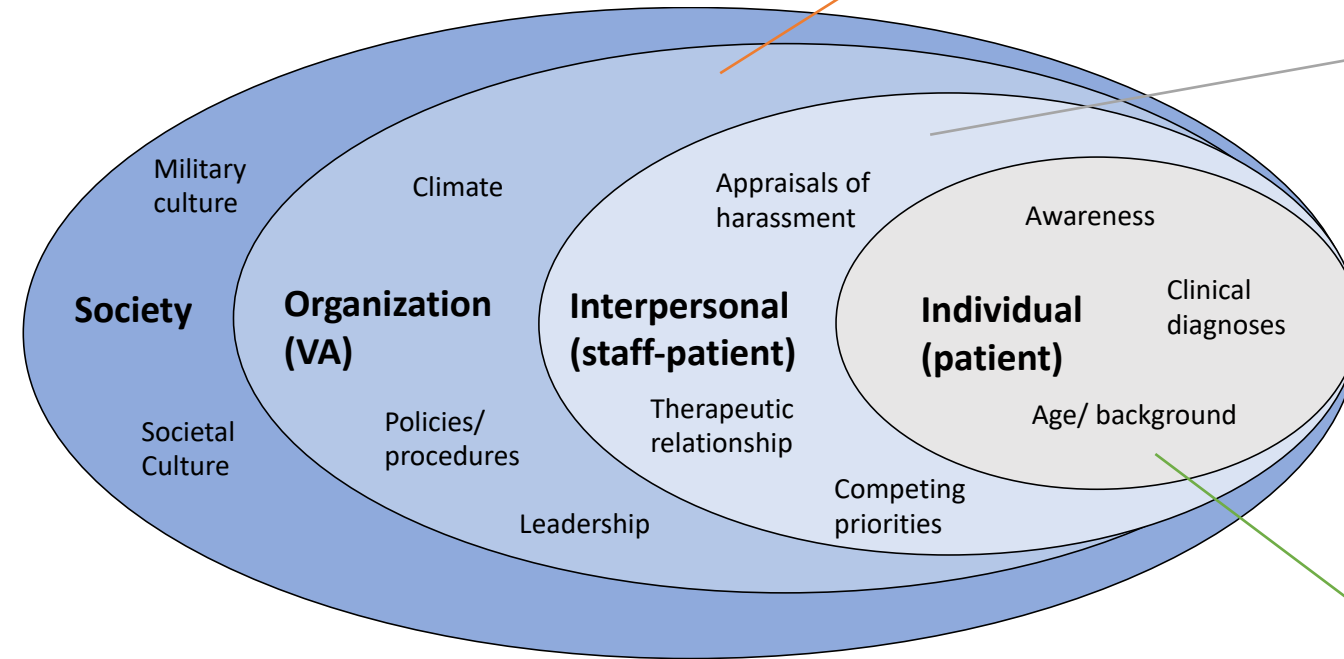 Military
culture
Climate
Appraisals of
harassment
Awareness
Society
Organization
(VA)
Interpersonal
(staff-patient)
Individual
(patient)
Clinical
diagnoses
Societal
Culture
Policies/
procedures
Leadership
Therapeutic
relationship
Competing
priorities
Age/ background